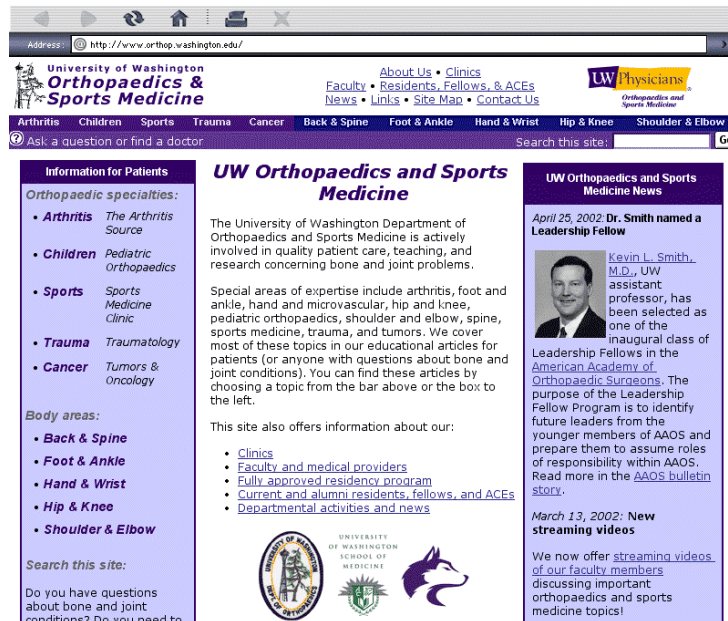 Address: http://www.orthop.washington.edu/
University of Washington
Orthopaedics &
Sports Medicine
About Us • Clinics
Faculty • Residents, Fellows, & ACEs
News • Links • Site Map • Contact Us
UW Physicians
Orthopaedics and
Sports Medicine
Arthritis Children Sports Trauma Cancer Back & Spine Foot & Ankle Hand & Wrist Hip & Knee Shoulder & Elbow
Ask a question or find a doctor
Search this site:
Information for Patients
Orthopaedic specialties:
• Arthritis The Arthritis
Source
• Children Pediatric
Orthopaedics
• Sports Sports
Medicine
Clinic
• Trauma Traumatology
• Cancer Tumors &
Oncology
Body areas:
• Back & Spine
• Foot & Ankle
• Hand & Wrist
• Hip & Knee
• Shoulder & Elbow
Search this site:
Do you have questions
about bone and joint
conditions? Do you need to
UW Orthopaedics and Sports
Medicine
The University of Washington Department of
Orthopaedics and Sports Medicine is actively
involved in quality patient care, teaching, and
research concerning bone and joint problems.
Special areas of expertise include arthritis, foot and
ankle, hand and microvascular, hip and knee,
pediatric orthopaedics, shoulder and elbow, spine,
sports medicine, trauma, and tumors. We cover
most of these topics in our educational articles for
patients (or anyone with questions about bone and
joint conditions). You can find these articles by
choosing a topic from the bar above or the box to
the left.
This site also offers information about our:
• Clinics
• Faculty and medical providers
• Fully approved residency program
• Current and alumni residents, fellows, and ACEs
• Departmental activities and news
UNIVERSITY OF WASHINGTON
DEPT. OF ORTHOPAEDICS
UNIVERSITY
OF WASHINGTON
SCHOOL OF
MEDICINE
UW Orthopaedics and Sports
Medicine News
April 25, 2002: Dr. Smith named a
Leadership Fellow
Kevin L. Smith,
M.D., UW
assistant
professor, has
been selected as
one of the
inaugural class of
Leadership Fellows in the
American Academy of
Orthopaedic Surgeons. The
purpose of the Leadership
Fellow Program is to identify
future leaders from the
younger members of AAOS and
prepare them to assume roles
of responsibility within AAOS.
Read more in the AAOS bulletin
story.
March 13, 2002: New
streaming videos
We now offer streaming videos
of our faculty members
discussing important
orthopaedics and sports
medicine topics!